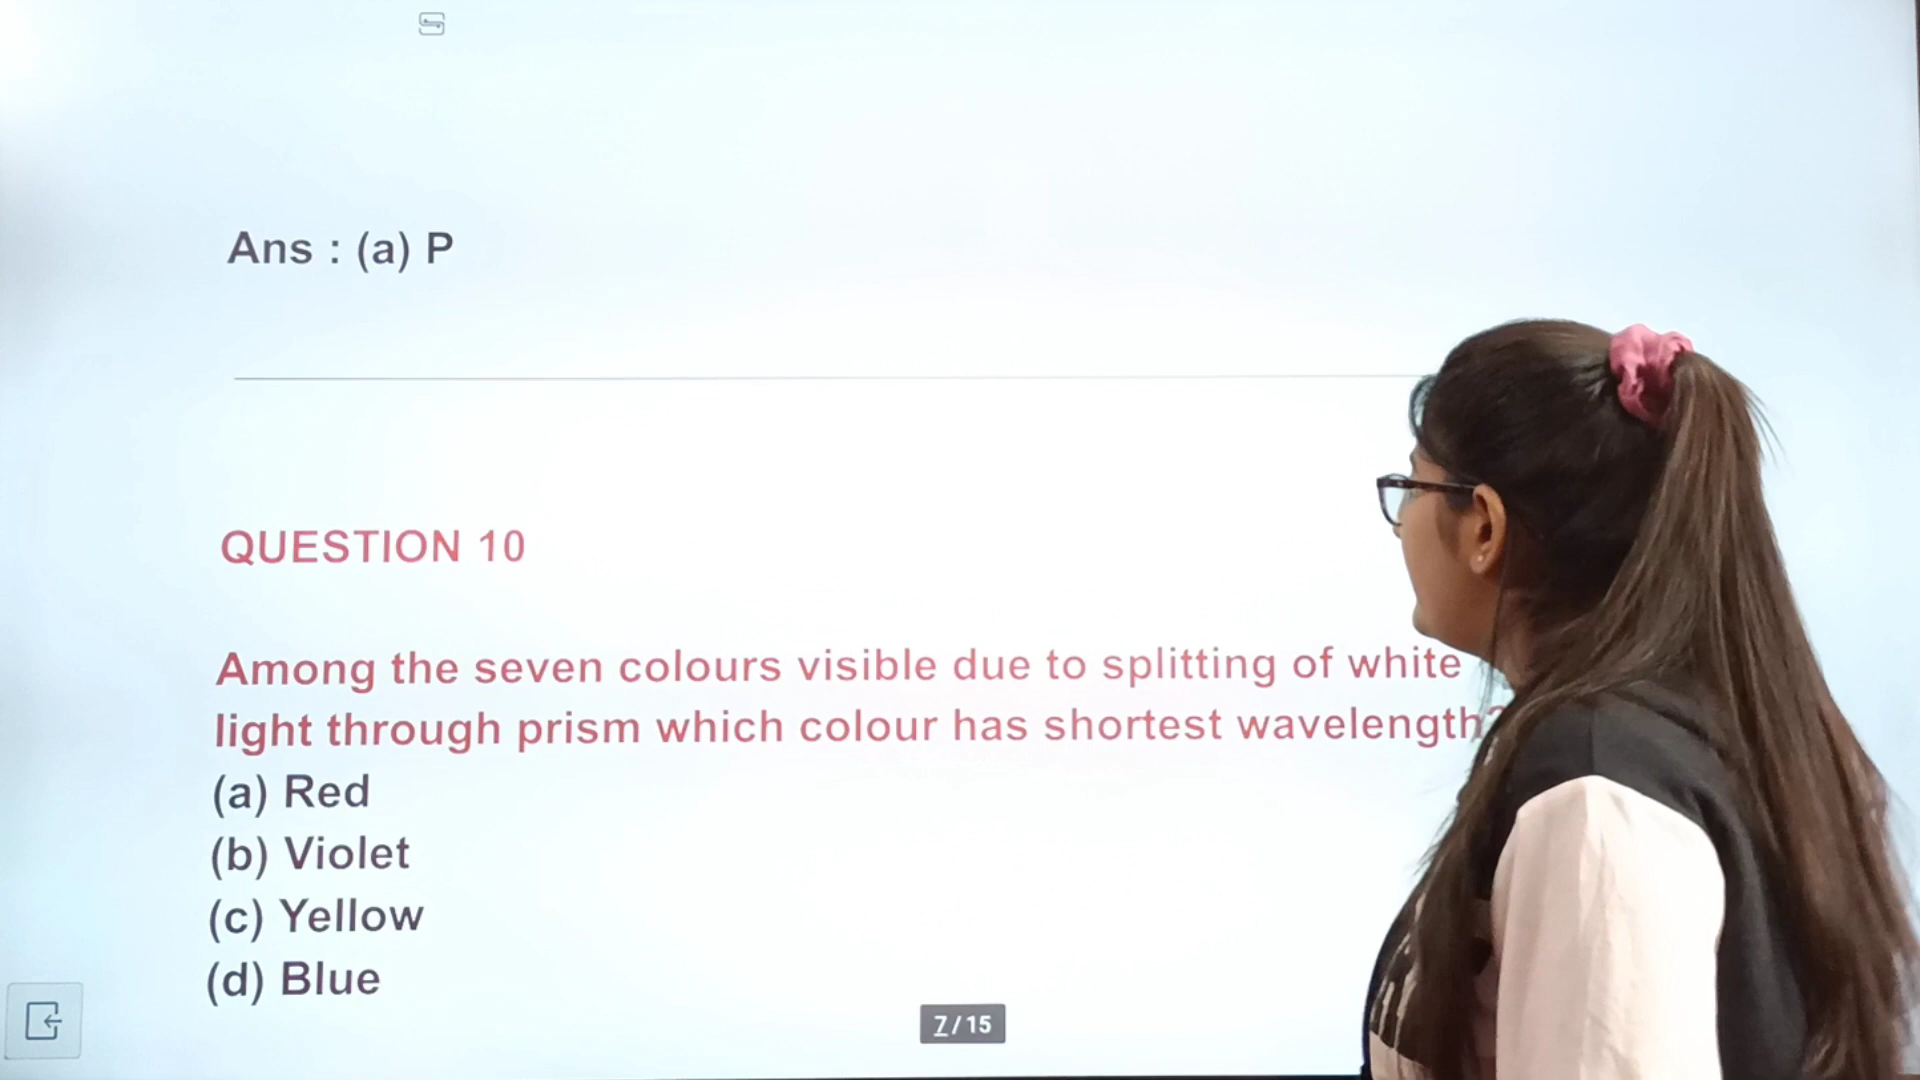 Ans : (a) P
QUESTION 10
Among the seven colours visible due to splitting of white
light through prism which colour has shortest wavelength?
(a) Red
(b) Violet
(c) Yellow
(d) Blue
7/15